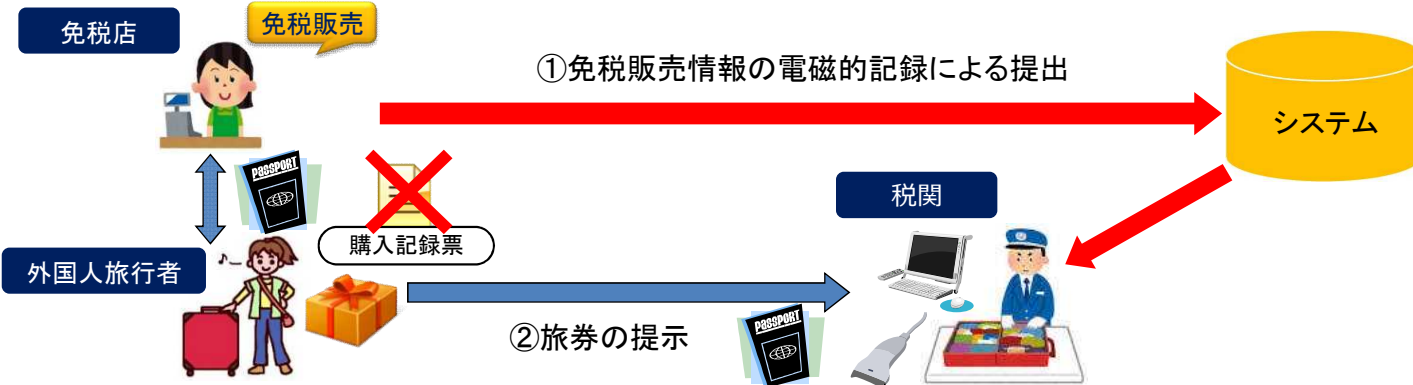 免税店
免税販売
①免税販売情報の電磁的記録による提出
システム
PASSPORT
税関
購入記録票
外国人旅行者
②旅券の提示
PASSPORT